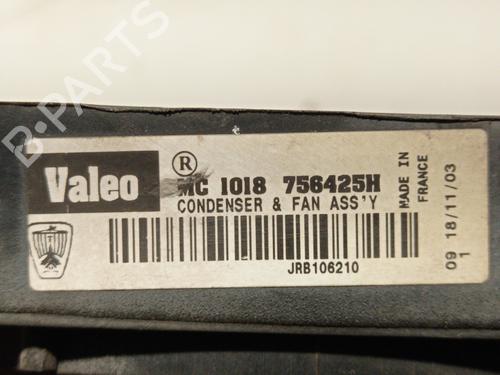 B-PARTS
Valeo ® MC 1018 756425H
CONDENSER & FAN ASS'Y
JRB106210
MADE IN
FRANCE
09 18/11/03
1